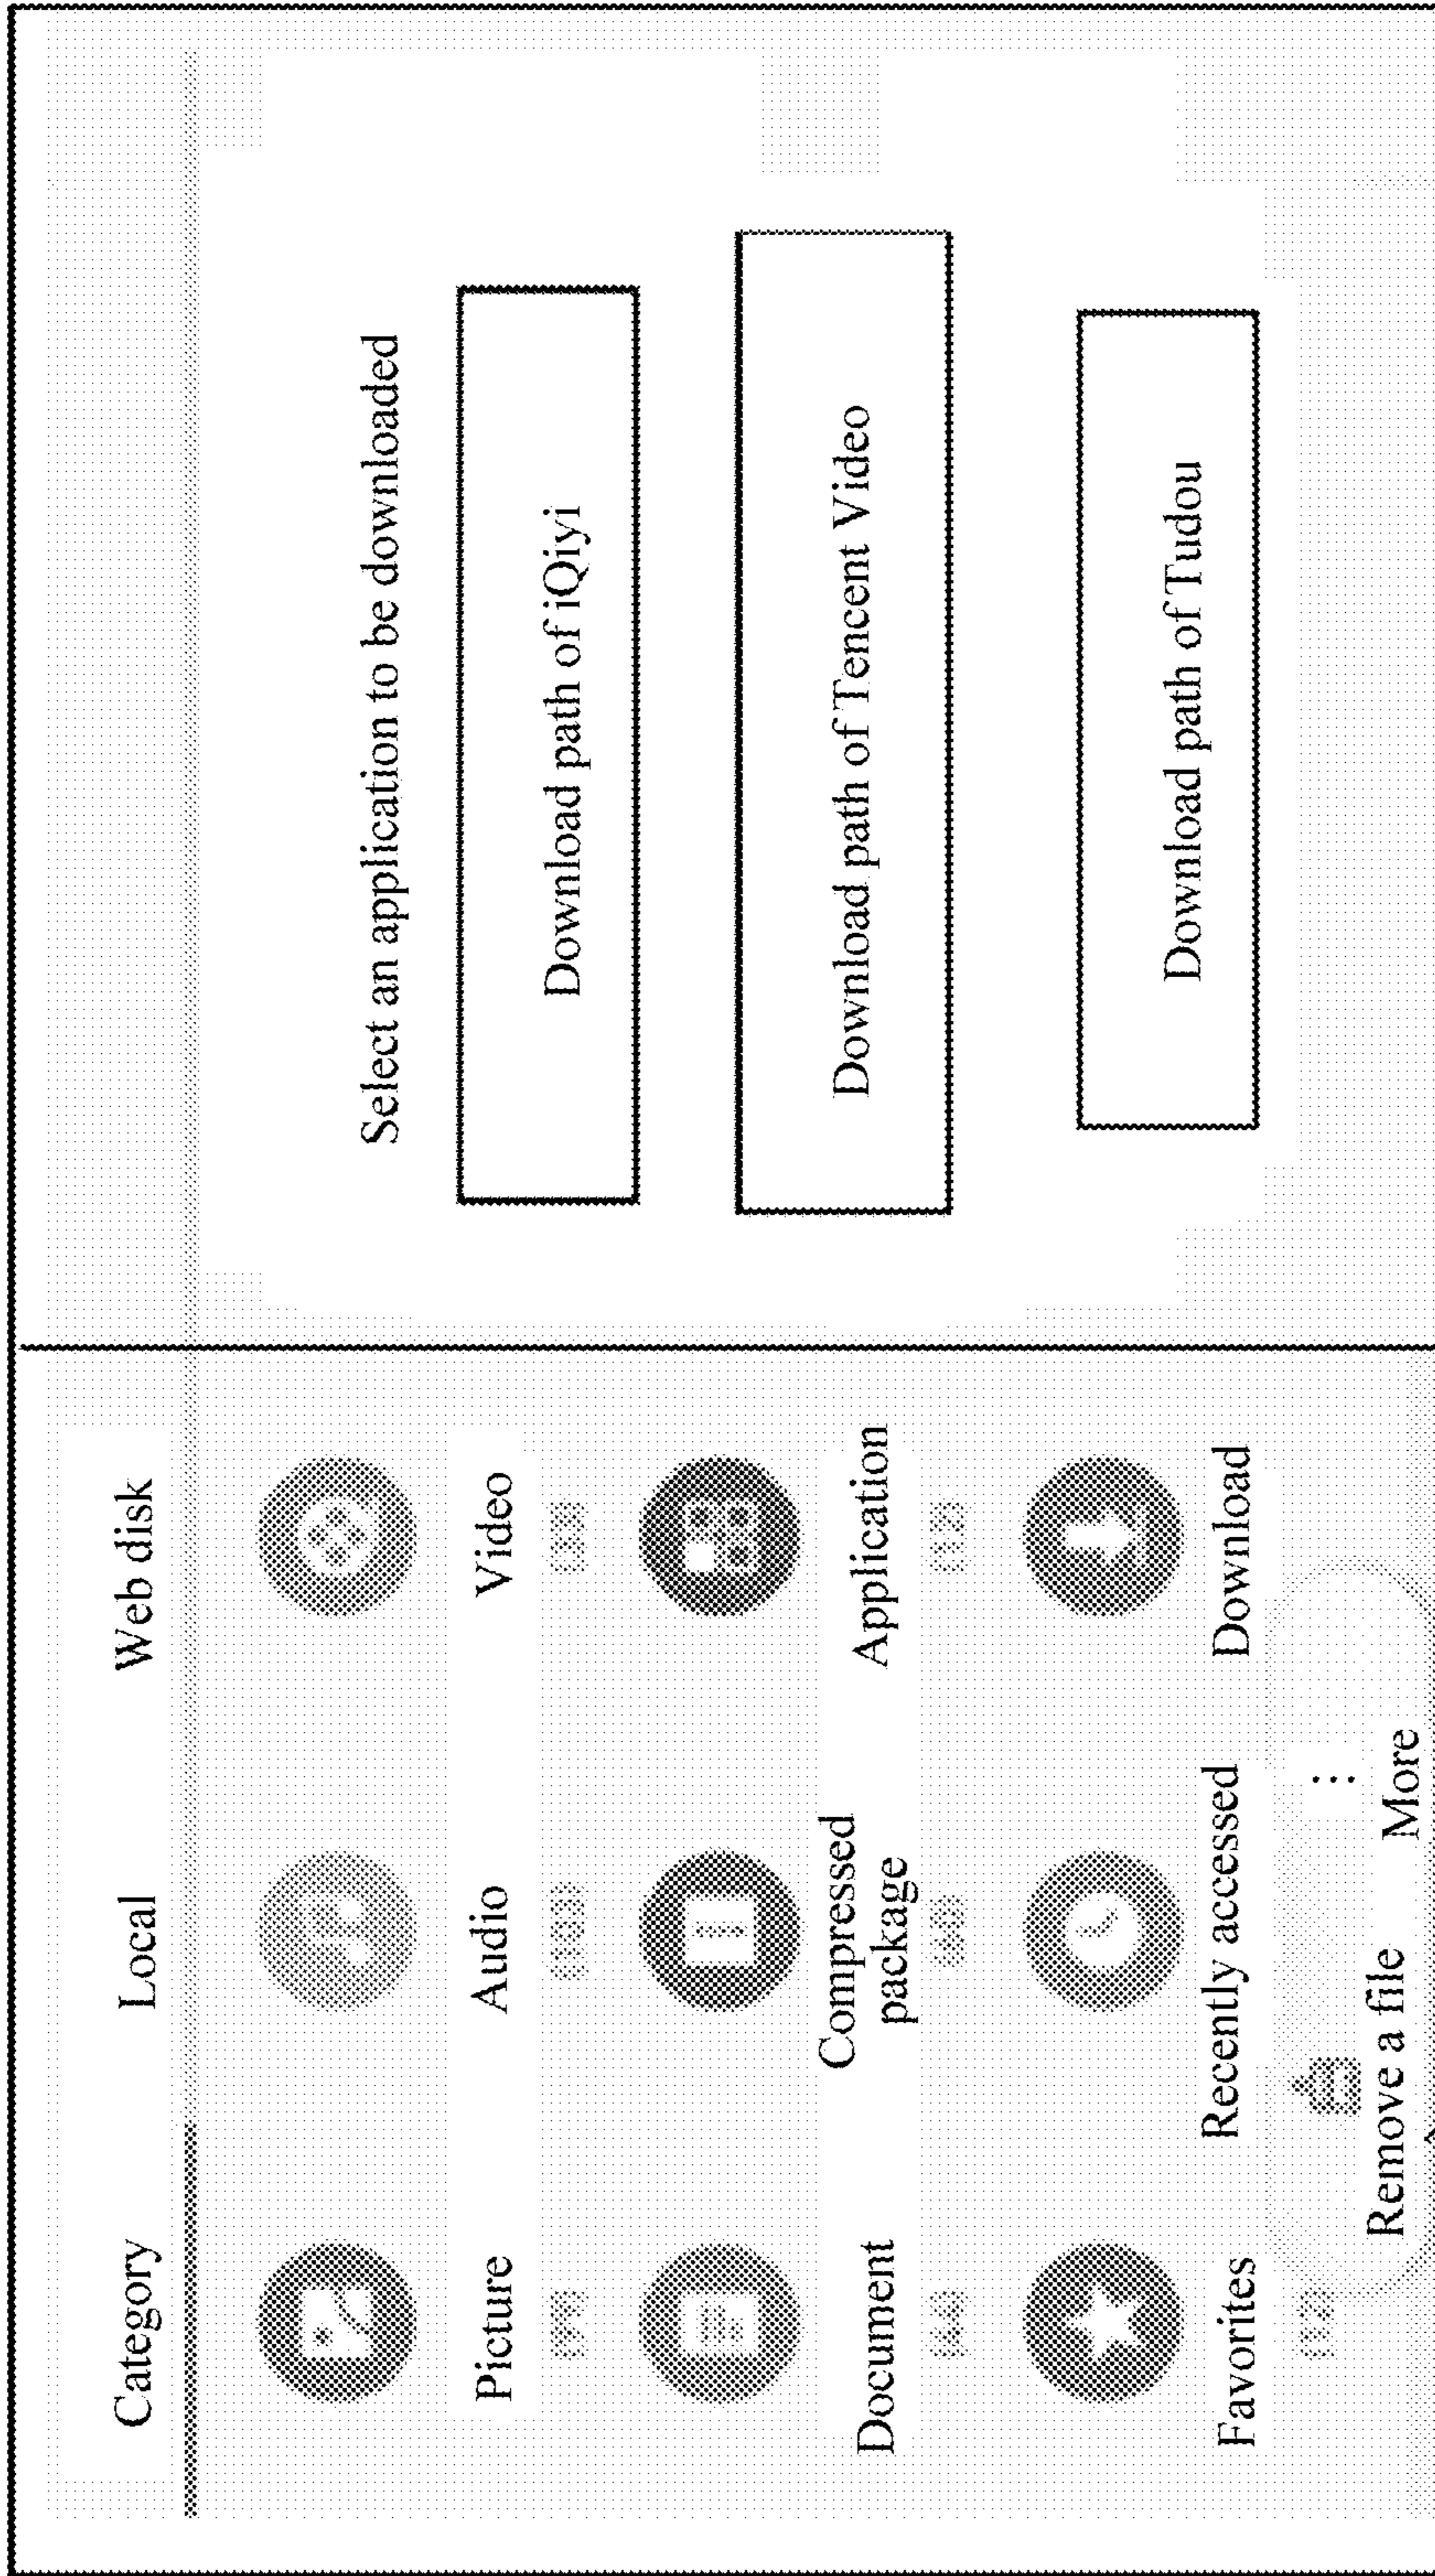 Category Local Web disk
Picture Audio Video
Document Compressed package Application
Favorites Recently accessed Download
Remove a file More
Select an application to be downloaded
Download path of iQiyi
Download path of Tencent Video
Download path of Tudou